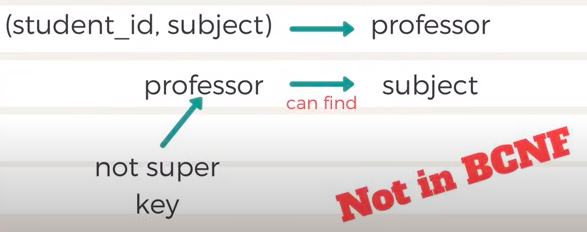 (student_id, subject) professor
professor can find subject
not super
key
Not in BCNF